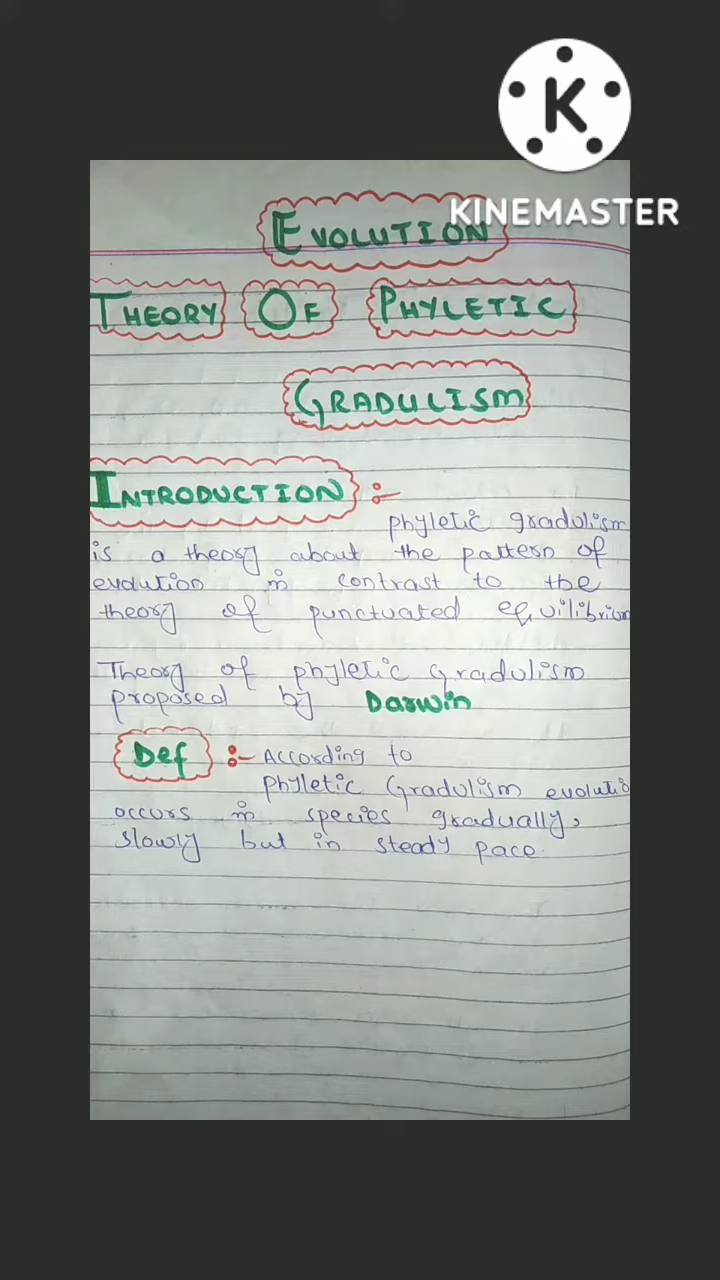 KINEMASTER
EVOLUTION
THEORY OF PHYLETIC
GRADULISM
INTRODUCTION :-
phyletic gradulism
is a theory about the pattern of
evolution in contrast to the
theory of punctuated equilibrium
Theory of phyletic Gradulism
proposed by Darwin
Def :- According to
phyletic Gradulism evolutio
occurs in species gradually,
slowly but in steady pace.